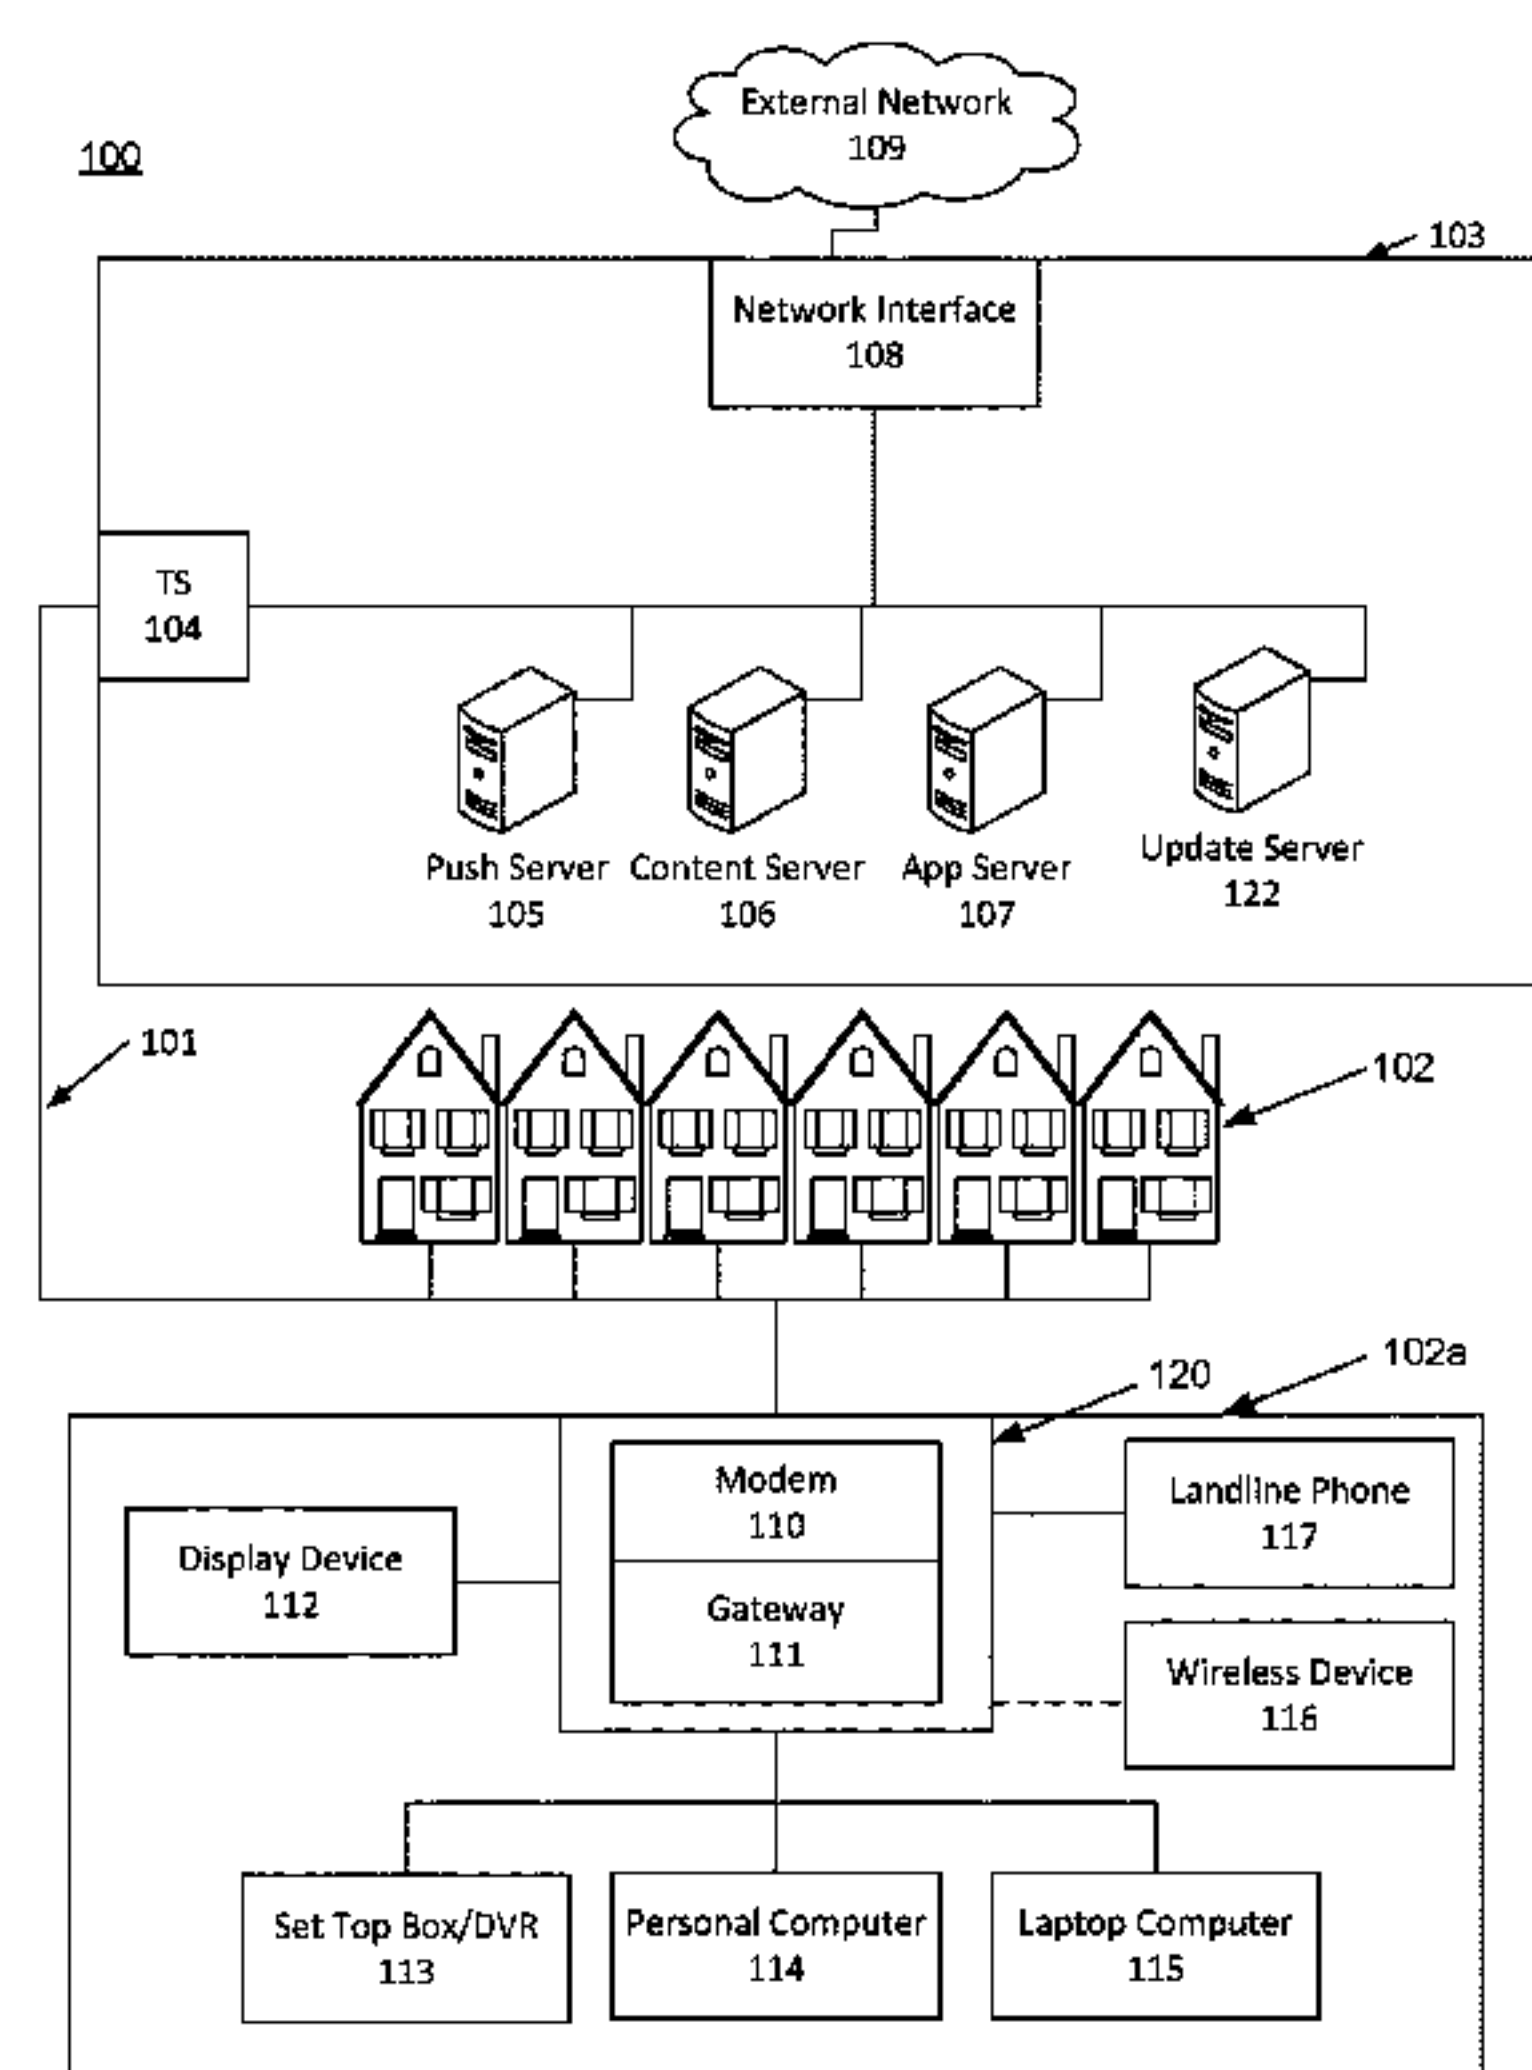 External Network
109
100
103
Network Interface
108
TS
104
Push Server
105
Content Server
106
App Server
107
Update Server
122
101
102
102a
120
Modem
110
Gateway
111
Landline Phone
117
Display Device
112
Wireless Device
116
Set Top Box/DVR
113
Personal Computer
114
Laptop Computer
115